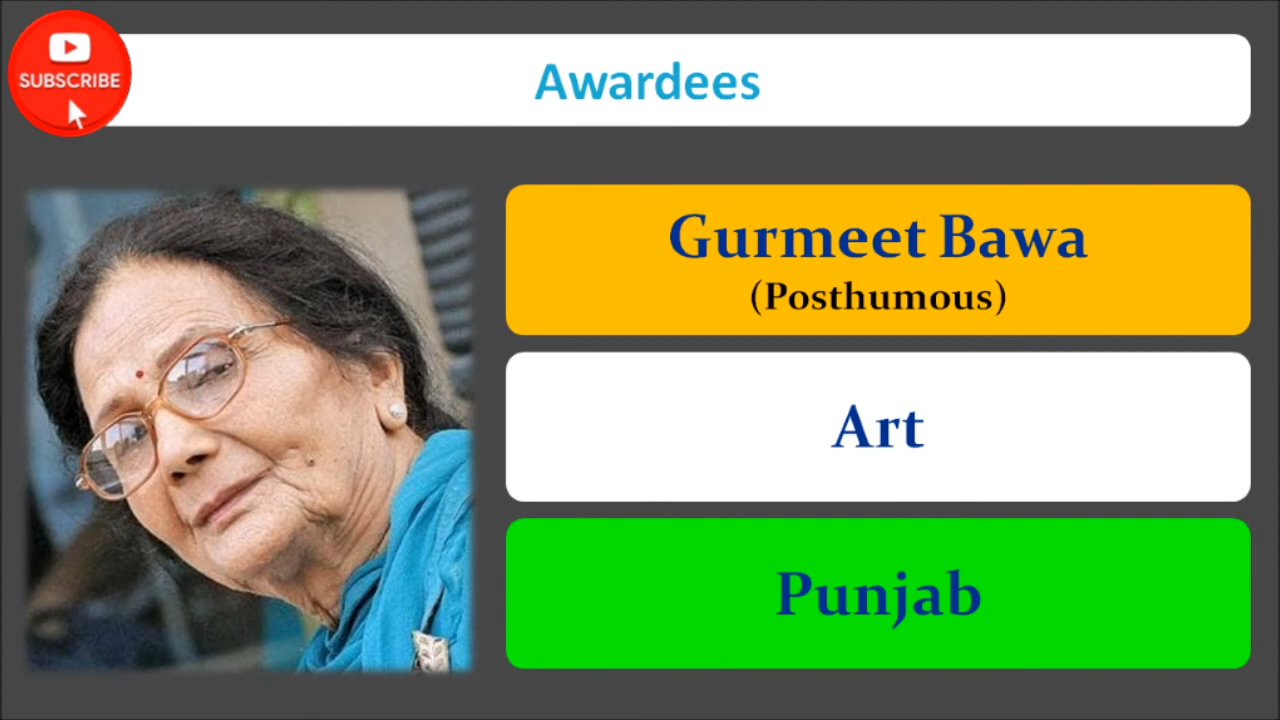 SUBSCRIBE
Awardees
Gurmeet Bawa
(Posthumous)
Art
Punjab